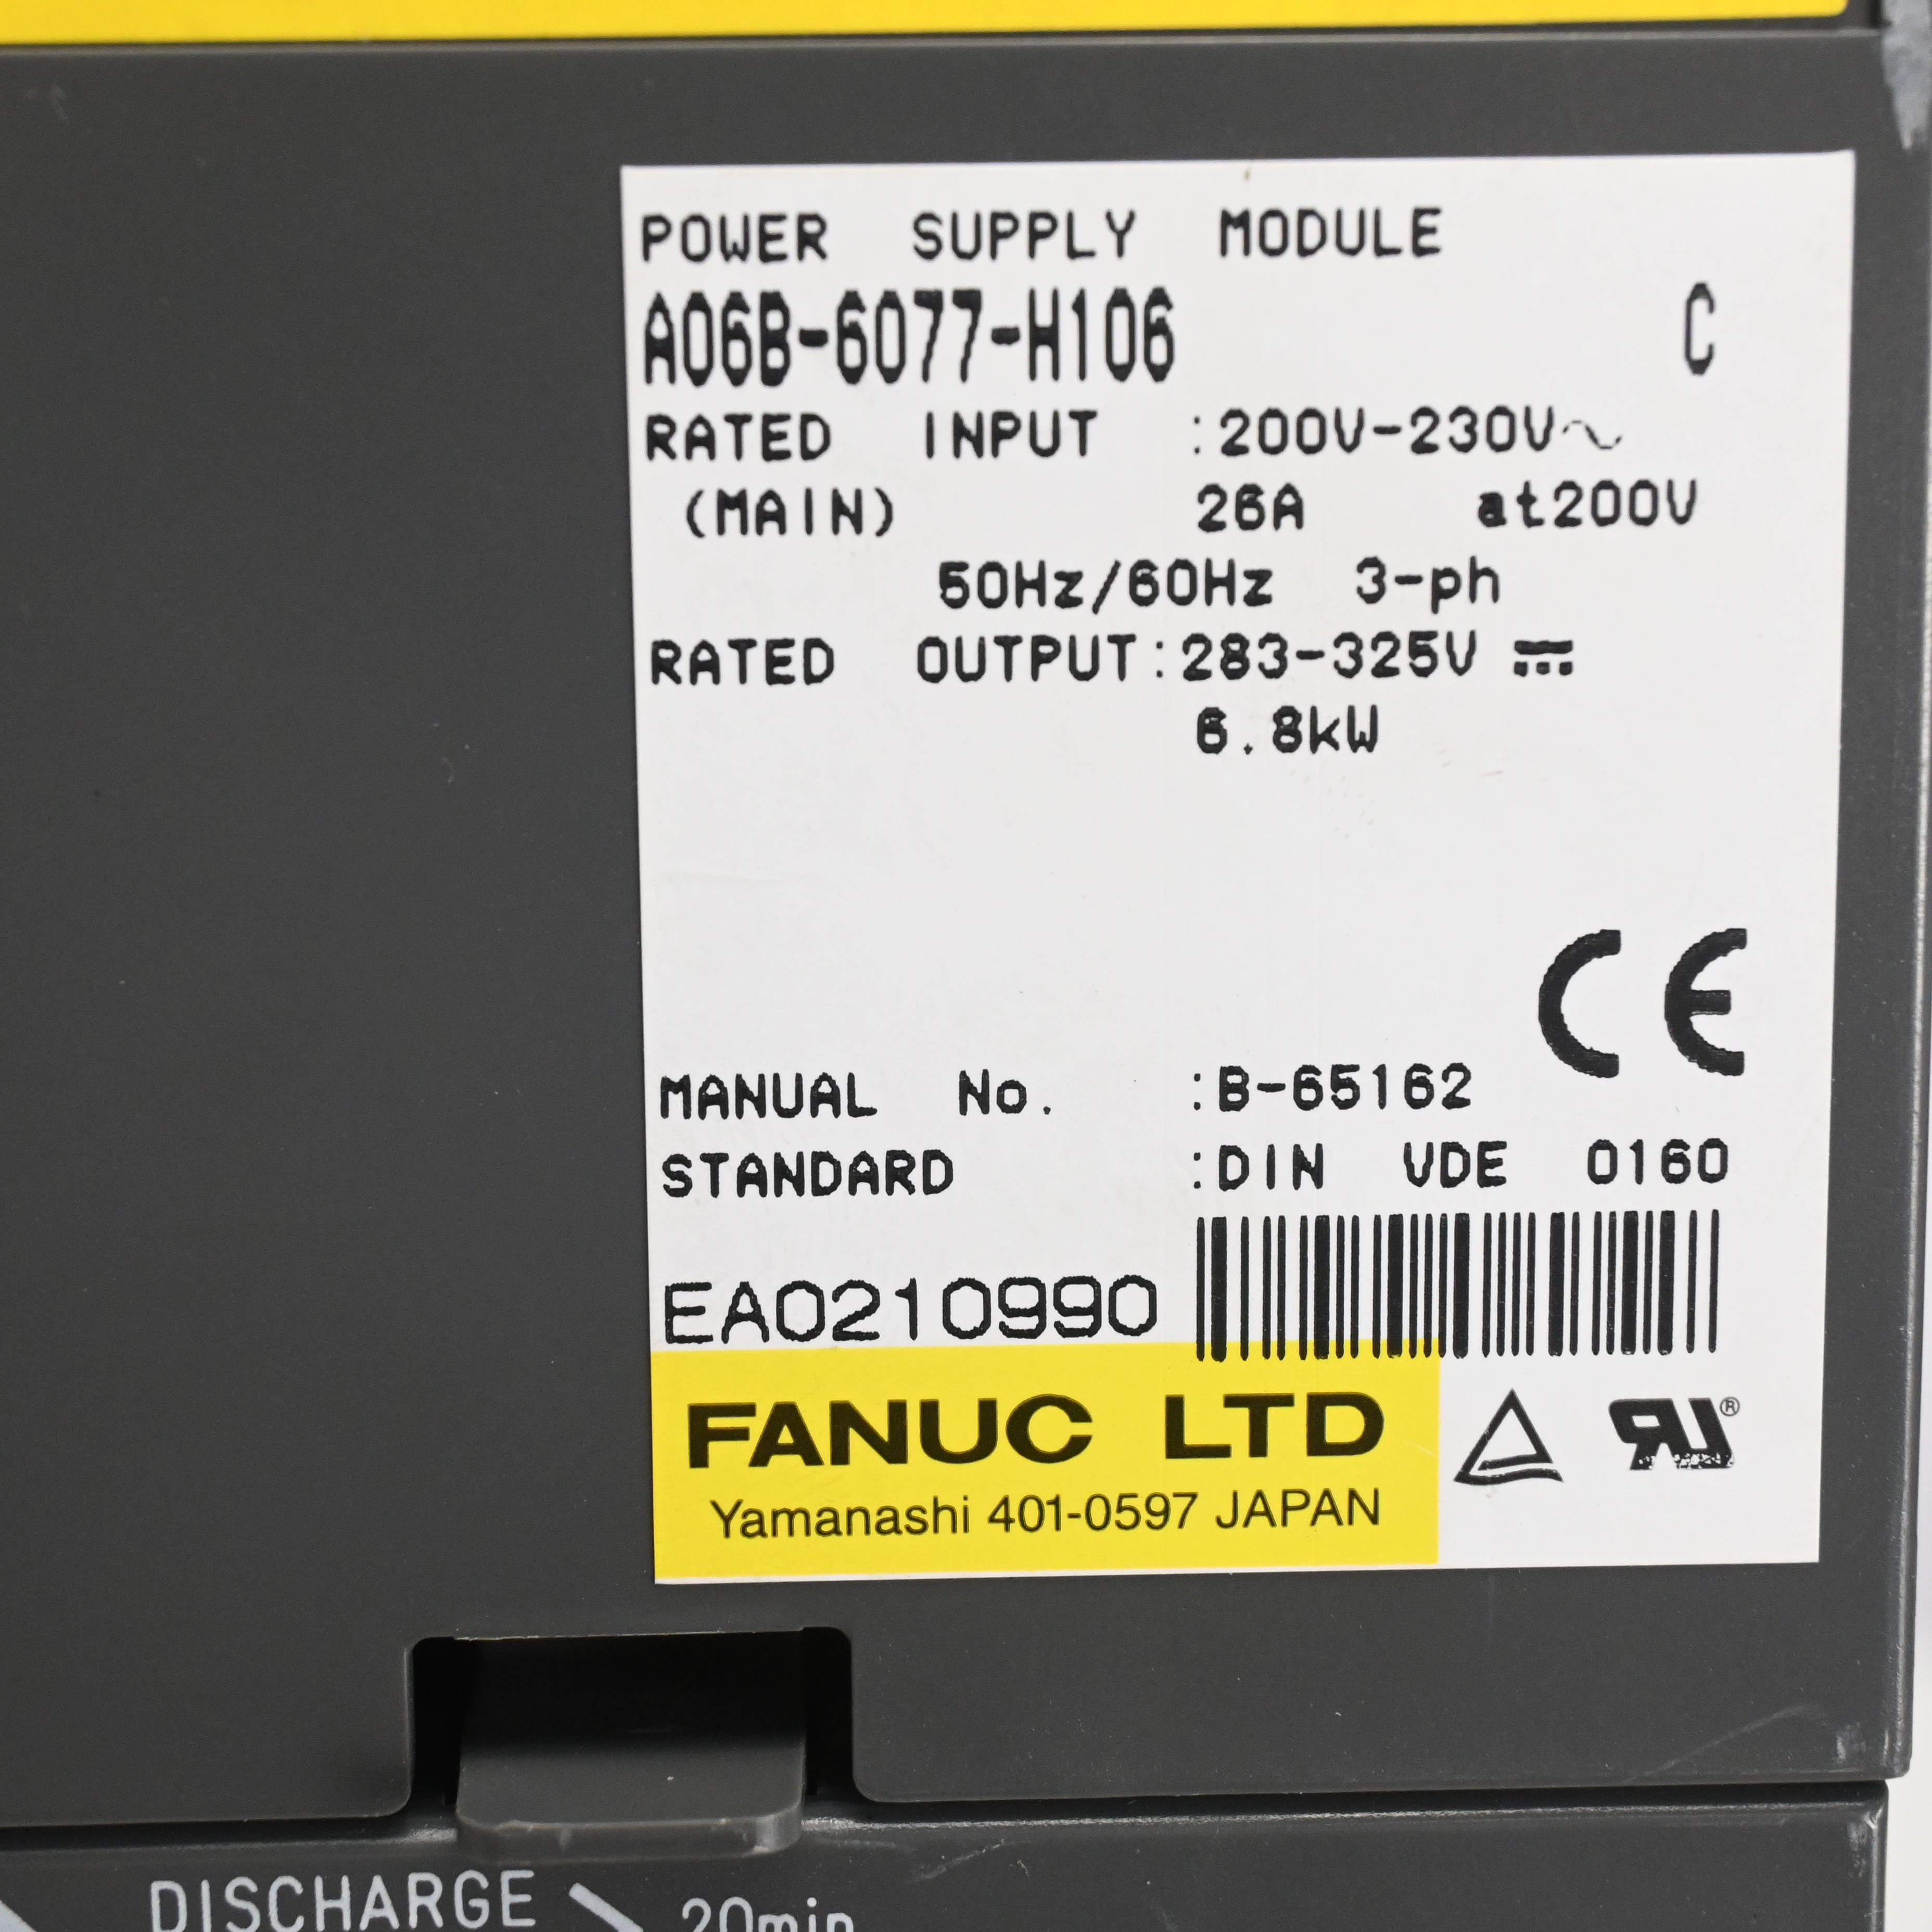 POWER SUPPLY MODULE
A06B-6077-H106 C
RATED INPUT :200V-230V~
(MAIN) 26A at200V
50Hz/60Hz 3-ph
RATED OUTPUT:283-325V ⎓
6.8kW
CE
MANUAL No. :B-65162
STANDARD :DIN VDE 0160
EA0210990
FANUC LTD
Yamanashi 401-0597 JAPAN
RU®
DISCHARGE 20min